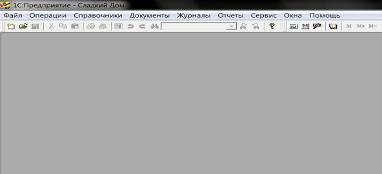 1С:Предприятие - Сладкий Дом
Файл Операции Справочники Документы Журналы Отчеты Сервис Окна Помощь
M M+ M-